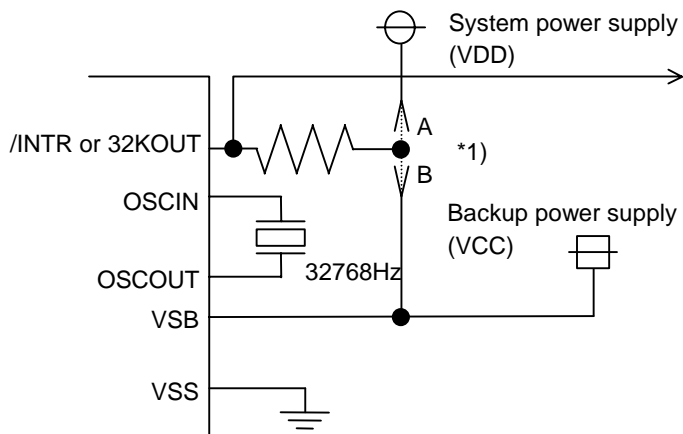 System power supply
(VDD)
A
/INTR or 32KOUT
*1)
B
OSCIN
Backup power supply
(VCC)
OSCOUT
32768Hz
VSB
VSS